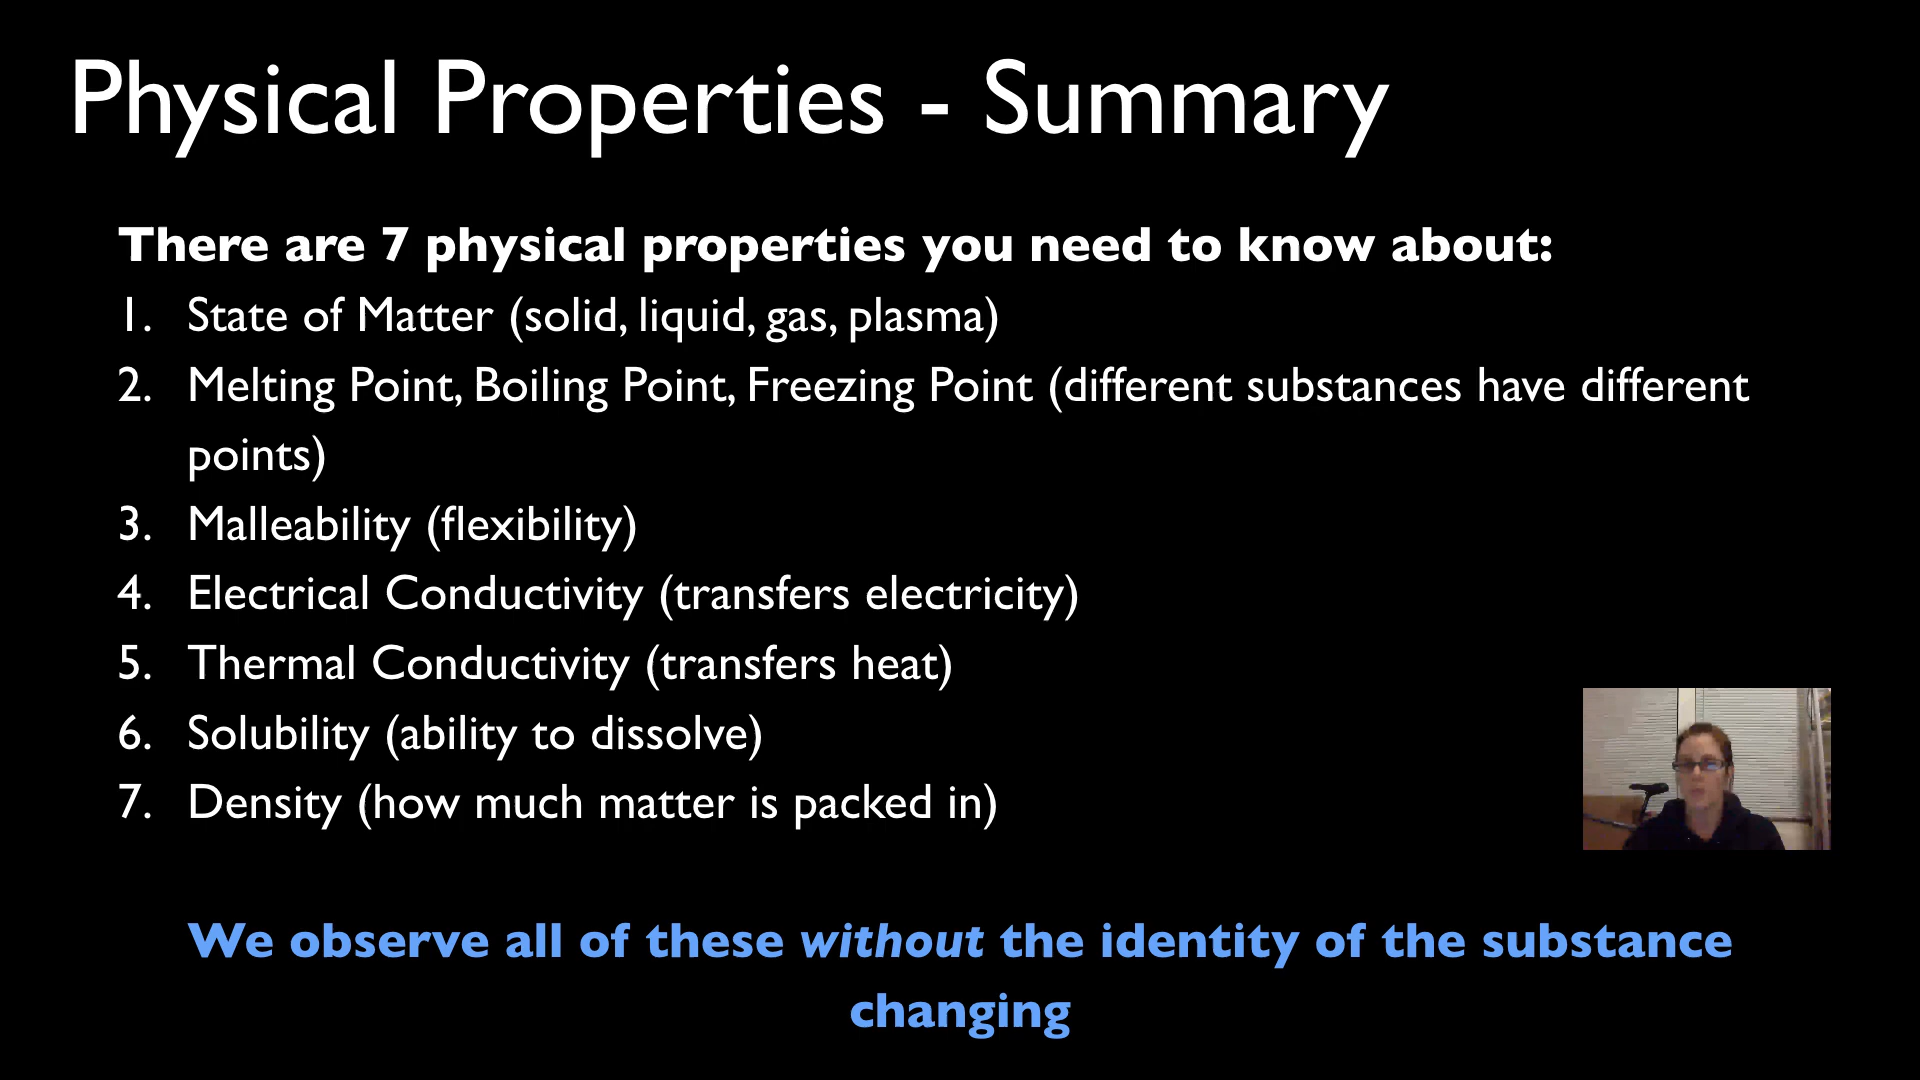 Physical Properties - Summary
There are 7 physical properties you need to know about:
1. State of Matter (solid, liquid, gas, plasma)
2. Melting Point, Boiling Point, Freezing Point (different substances have different
points)
3. Malleability (flexibility)
4. Electrical Conductivity (transfers electricity)
5. Thermal Conductivity (transfers heat)
6. Solubility (ability to dissolve)
7. Density (how much matter is packed in)
We observe all of these without the identity of the substance
changing